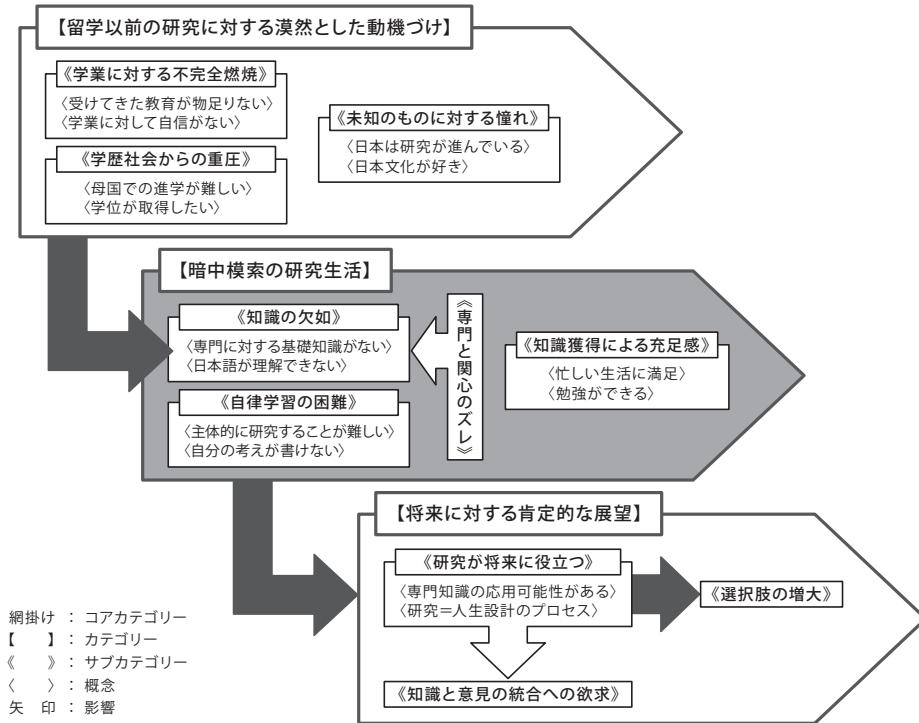 【留学以前の研究に対する漠然とした動機づけ】
《学業に対する不完全燃焼》
〈受けてきた教育が物足りない〉
〈学業に対して自信がない〉
《学歴社会からの重圧》
〈母国での進学が難しい〉
〈学位が取得したい〉
《未知のものに対する憧れ》
〈日本は研究が進んでいる〉
〈日本文化が好き〉
【暗中模索の研究生活】
《知識の欠如》
〈専門に対する基礎知識がない〉
〈日本語が理解できない〉
《自律学習の困難》
〈主体的に研究することが難しい〉
〈自分の考えが書けない〉
《専門と関心のズレ》
《知識獲得による充足感》
〈忙しい生活に満足〉
〈勉強ができる〉
【将来に対する肯定的な展望】
《研究が将来に役立つ》
〈専門知識の応用可能性がある〉
〈研究＝人生設計のプロセス〉
《選択肢の増大》
《知識と意見の統合への欲求》
網掛け ： コアカテゴリー
【　　】 ： カテゴリー
《　　》 ： サブカテゴリー
〈　　〉 ： 概念
矢　印 ： 影響